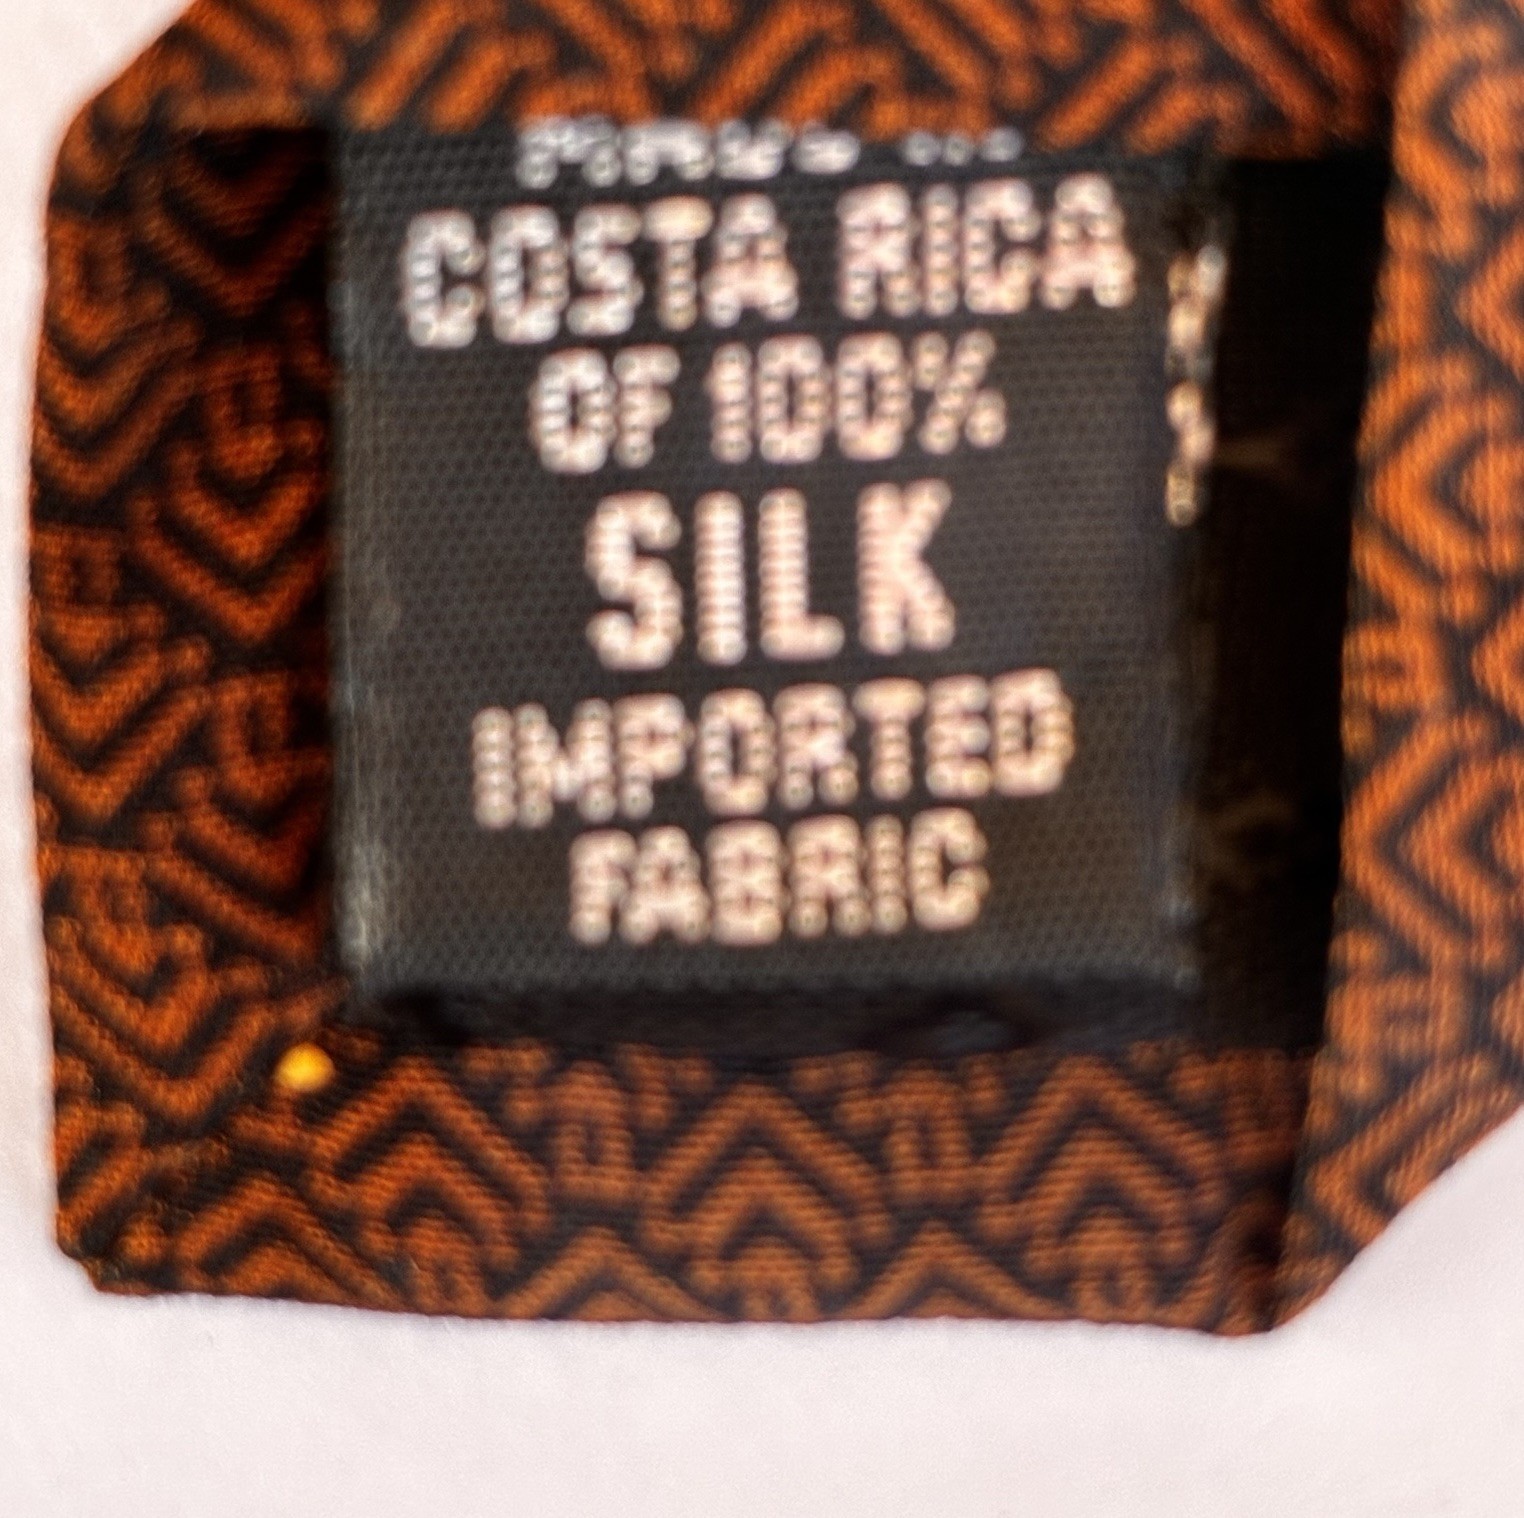 COSTA RICA
OF 100%
SILK
IMPORTED
FABRIC